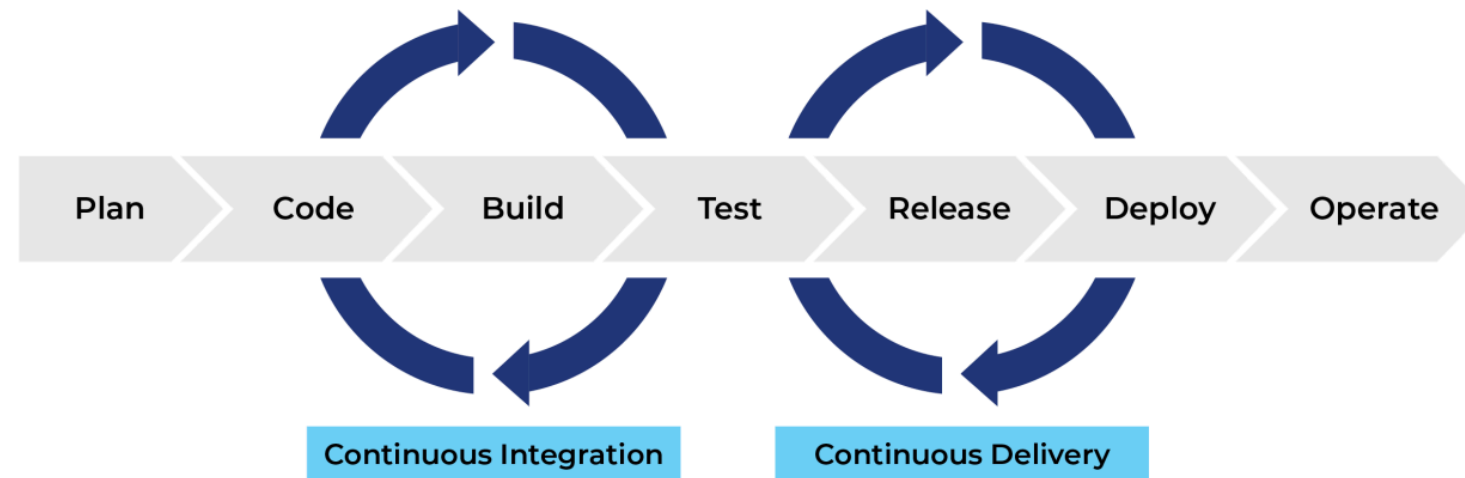 Plan
Code
Build
Test
Release
Deploy
Operate
Continuous Integration
Continuous Delivery